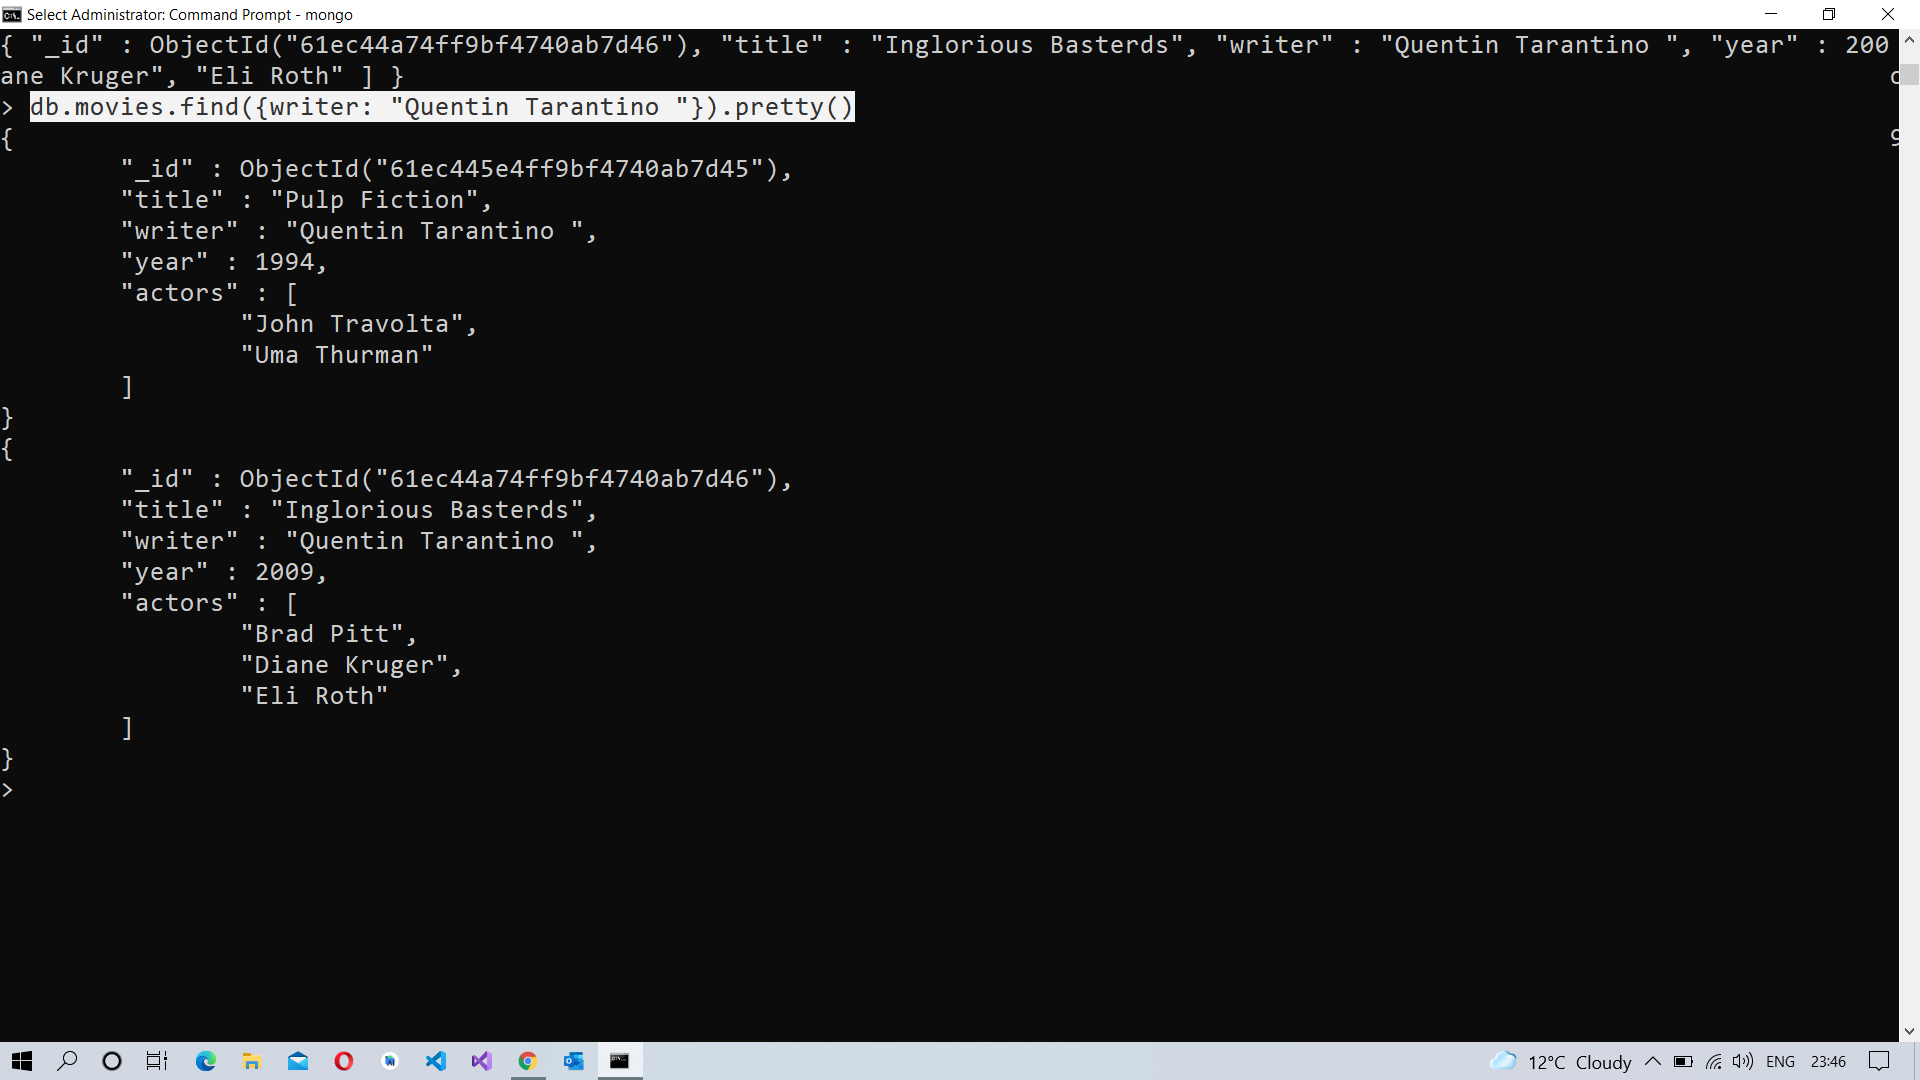 Select Administrator: Command Prompt - mongo
{ "_id" : ObjectId("61ec44a74ff9bf4740ab7d46"), "title" : "Inglorious Basterds", "writer" : "Quentin Tarantino ", "year" : 200
ane Kruger", "Eli Roth" ] }
> db.movies.find({writer: "Quentin Tarantino "}).pretty()
{
"_id" : ObjectId("61ec445e4ff9bf4740ab7d45"),
"title" : "Pulp Fiction",
"writer" : "Quentin Tarantino ",
"year" : 1994,
"actors" : [
"John Travolta",
"Uma Thurman"
]
}
{
"_id" : ObjectId("61ec44a74ff9bf4740ab7d46"),
"title" : "Inglorious Basterds",
"writer" : "Quentin Tarantino ",
"year" : 2009,
"actors" : [
"Brad Pitt",
"Diane Kruger",
"Eli Roth"
]
}
>
12°C Cloudy ENG 23:46